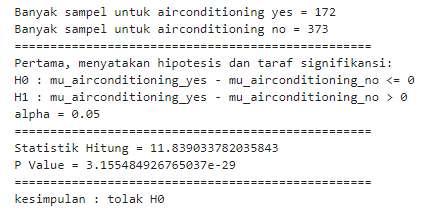 Banyak sampel untuk airconditioning yes = 172
Banyak sampel untuk airconditioning no = 373
===================================================
Pertama, menyatakan hipotesis dan taraf signifikansi:
H0 : mu_airconditioning_yes - mu_airconditioning_no <= 0
H1 : mu_airconditioning_yes - mu_airconditioning_no > 0
alpha = 0.05
===================================================
Statistik Hitung = 11.839033782035843
P Value = 3.155484926765037e-29
===================================================
kesimpulan : tolak H0